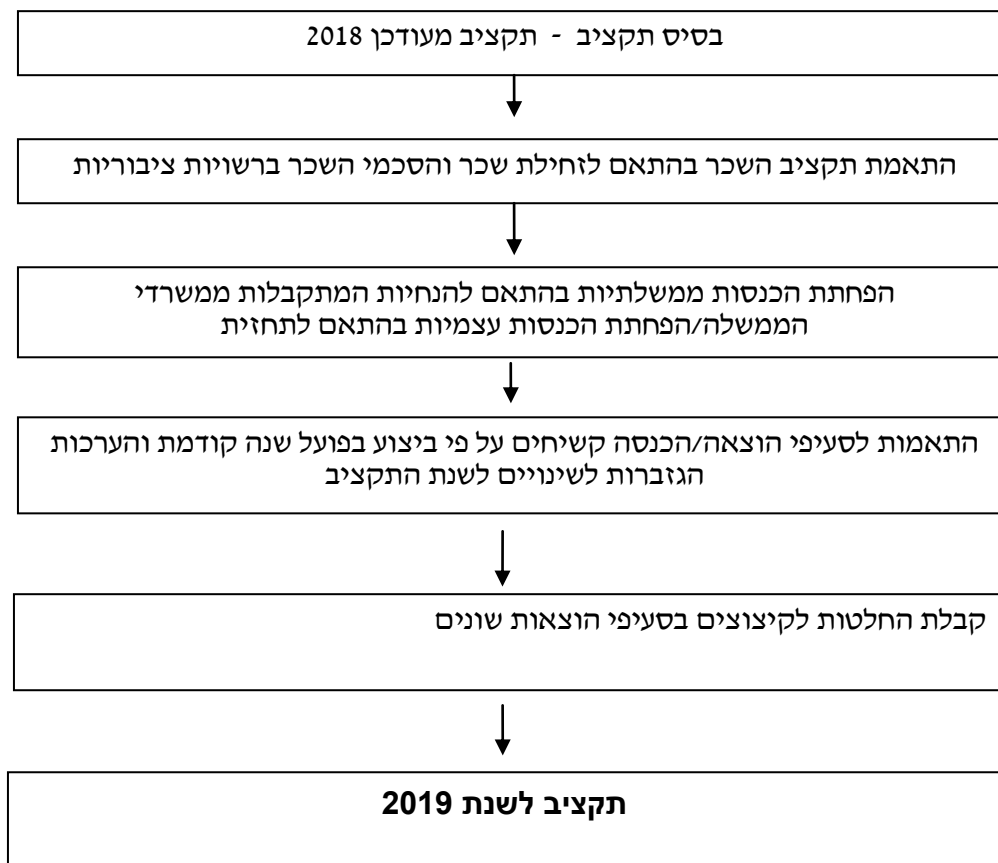 בסיס תקציב - תקציב מעודכן 2018
התאמת תקציב השכר בהתאם לזחילת שכר והסכמי השכר ברשויות ציבוריות
הפחתת הכנסות ממשלתיות בהתאם להנחיות המתקבלות ממשרדי
הממשלה/הפחתת הכנסות עצמיות בהתאם לתחזית
התאמות לסעיפי הוצאה/הכנסה קשיחים על פי ביצוע בפועל שנה קודמת והערכות
הגזברות לשינויים לשנת התקציב
קבלת החלטות לקיצוצים בסעיפי הוצאות שונים
תקציב לשנת 2019